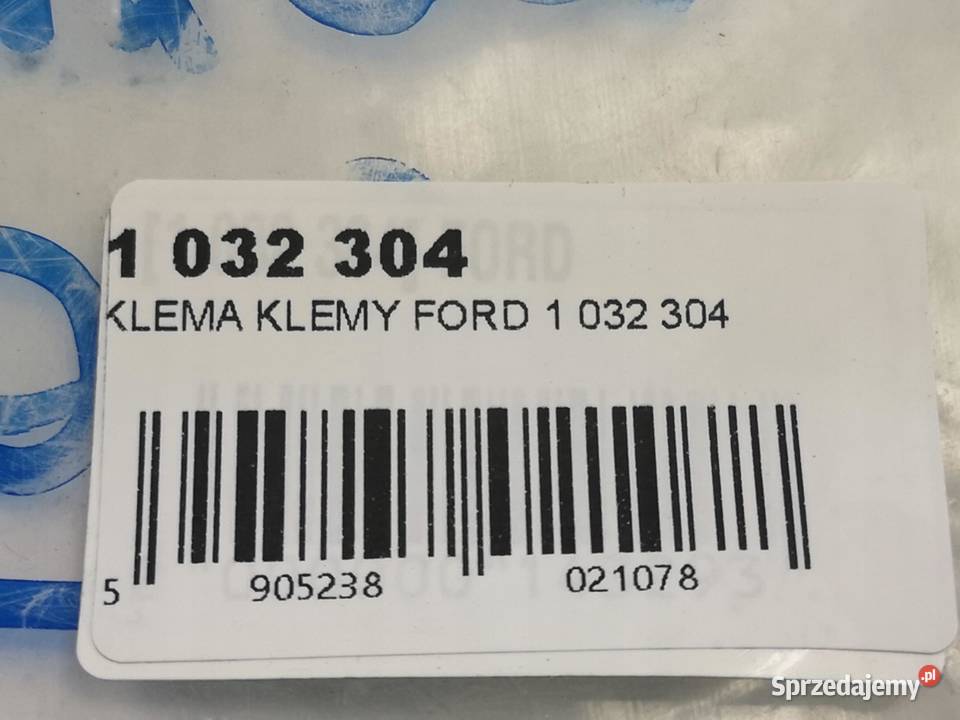 1 032 304
KLEMA KLEMY FORD 1 032 304
5 905238 021078
Sprzedajemy.pl